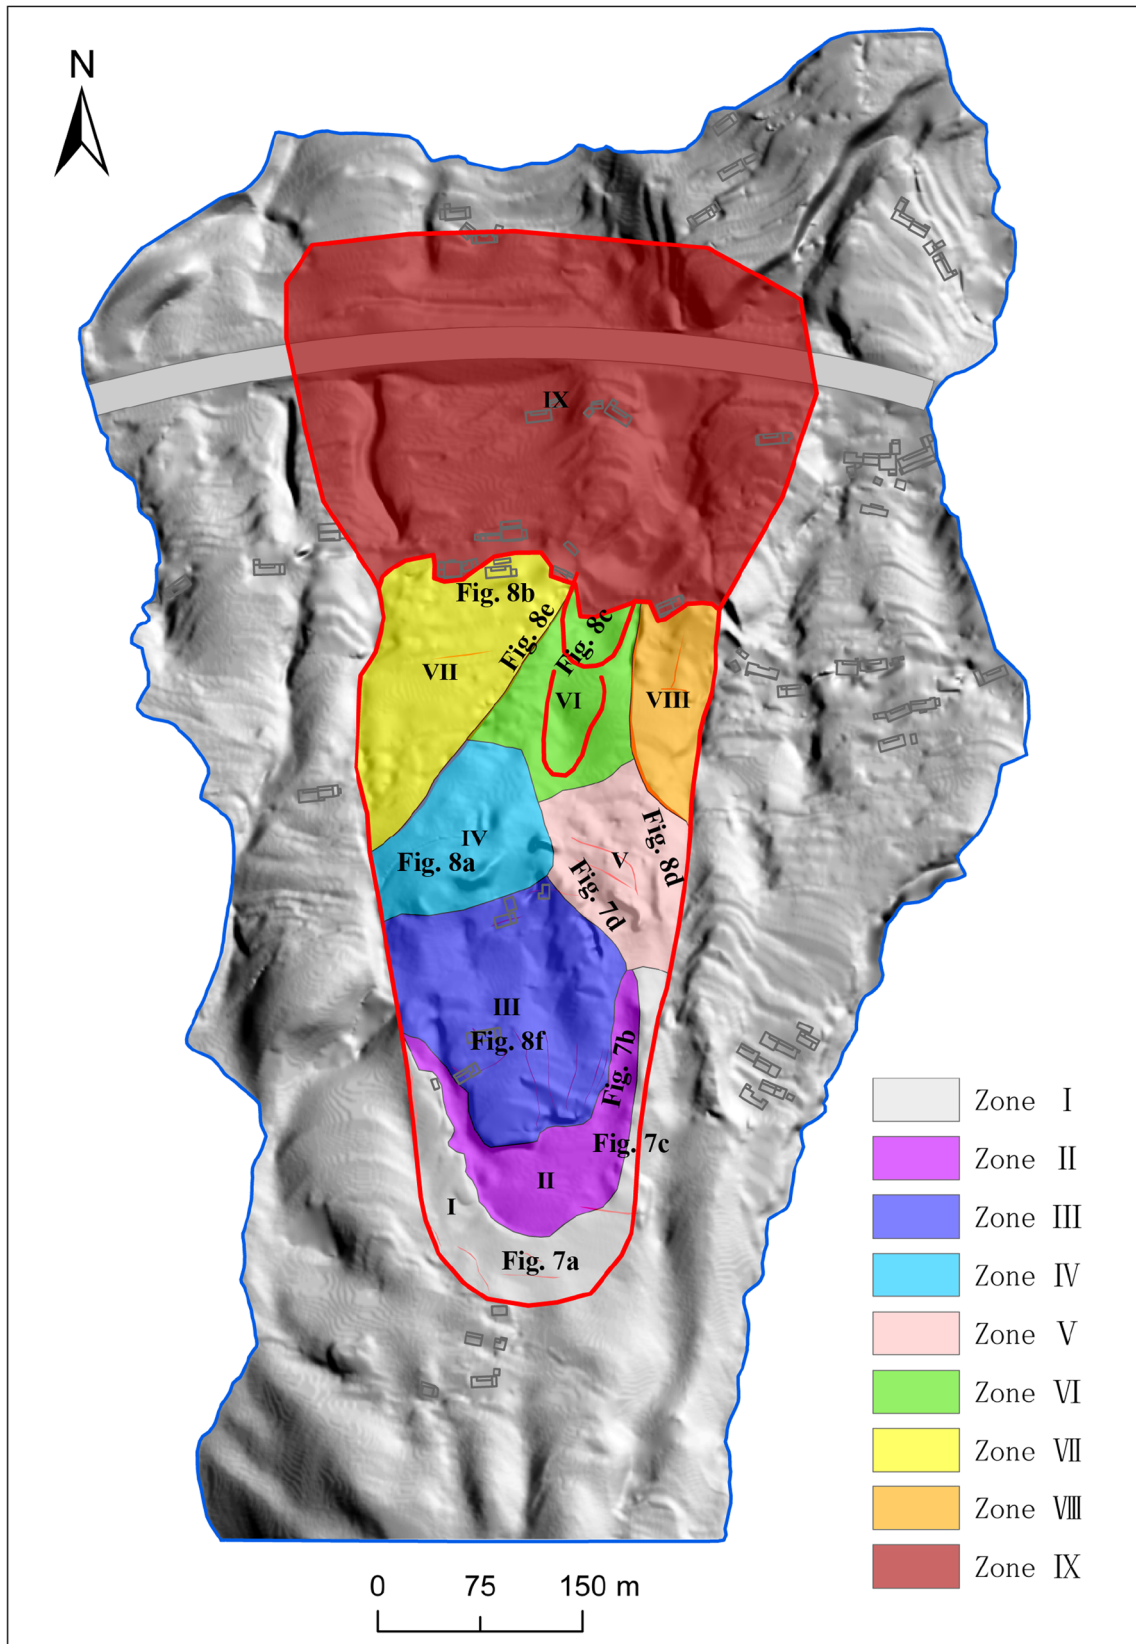 N
IX
Fig. 8b
Fig. 8e
Fig. 8c
VII
VI
VIII
IV
Fig. 8a
V
Fig. 8d
Fig. 7d
III
Fig. 8f
Fig. 7b
Fig. 7c
II
I
Fig. 7a
Zone Ⅰ
Zone Ⅱ
Zone Ⅲ
Zone Ⅳ
Zone Ⅴ
Zone Ⅵ
Zone Ⅶ
Zone Ⅷ
Zone Ⅸ
0 75 150 m